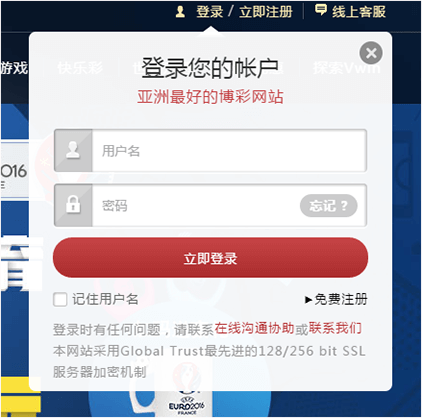 登录 / 立即注册 线上客服
游戏 快乐彩 探索Vwin
登录您的帐户
亚洲最好的博彩网站
用户名
密码 忘记？
立即登录
记住用户名 ▶免费注册
登录时有任何问题，请联系在线沟通协助或联系我们
本网站采用Global Trust最先进的128/256 bit SSL
服务器加密机制
EURO2016
FRANCE